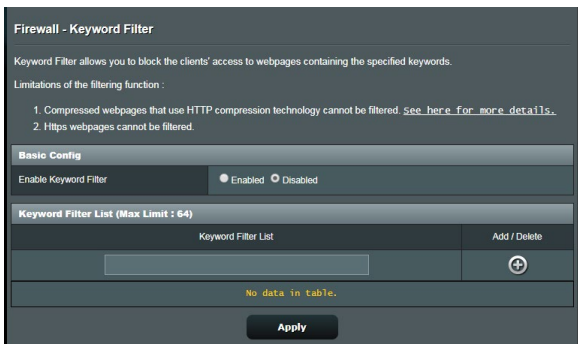 Firewall - Keyword Filter
Keyword Filter allows you to block the clients' access to webpages containing the specified keywords.
Limitations of the filtering function :
1. Compressed webpages that use HTTP compression technology cannot be filtered. See here for more details.
2. Https webpages cannot be filtered.
Basic Config
Enable Keyword Filter Enabled Disabled
Keyword Filter List (Max Limit : 64)
Keyword Filter List Add / Delete
No data in table.
Apply